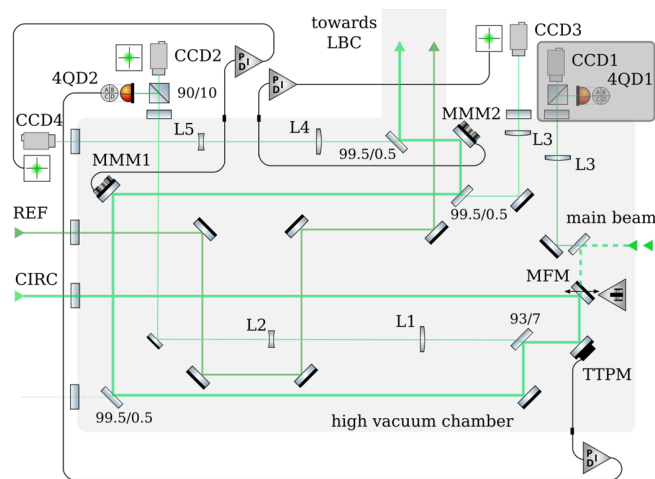 towards
LBC
CCD2
CCD3
CCD1
P
I
D
P
I
D
4QD2
A
B
C
D
4QD1
90/10
CCD4
L5
L4
MMM2
L3
L3
MMM1
99.5/0.5
99.5/0.5
REF
main beam
CIRC
MFM
L2
L1
93/7
TTPM
99.5/0.5
high vacuum chamber
P
I
D